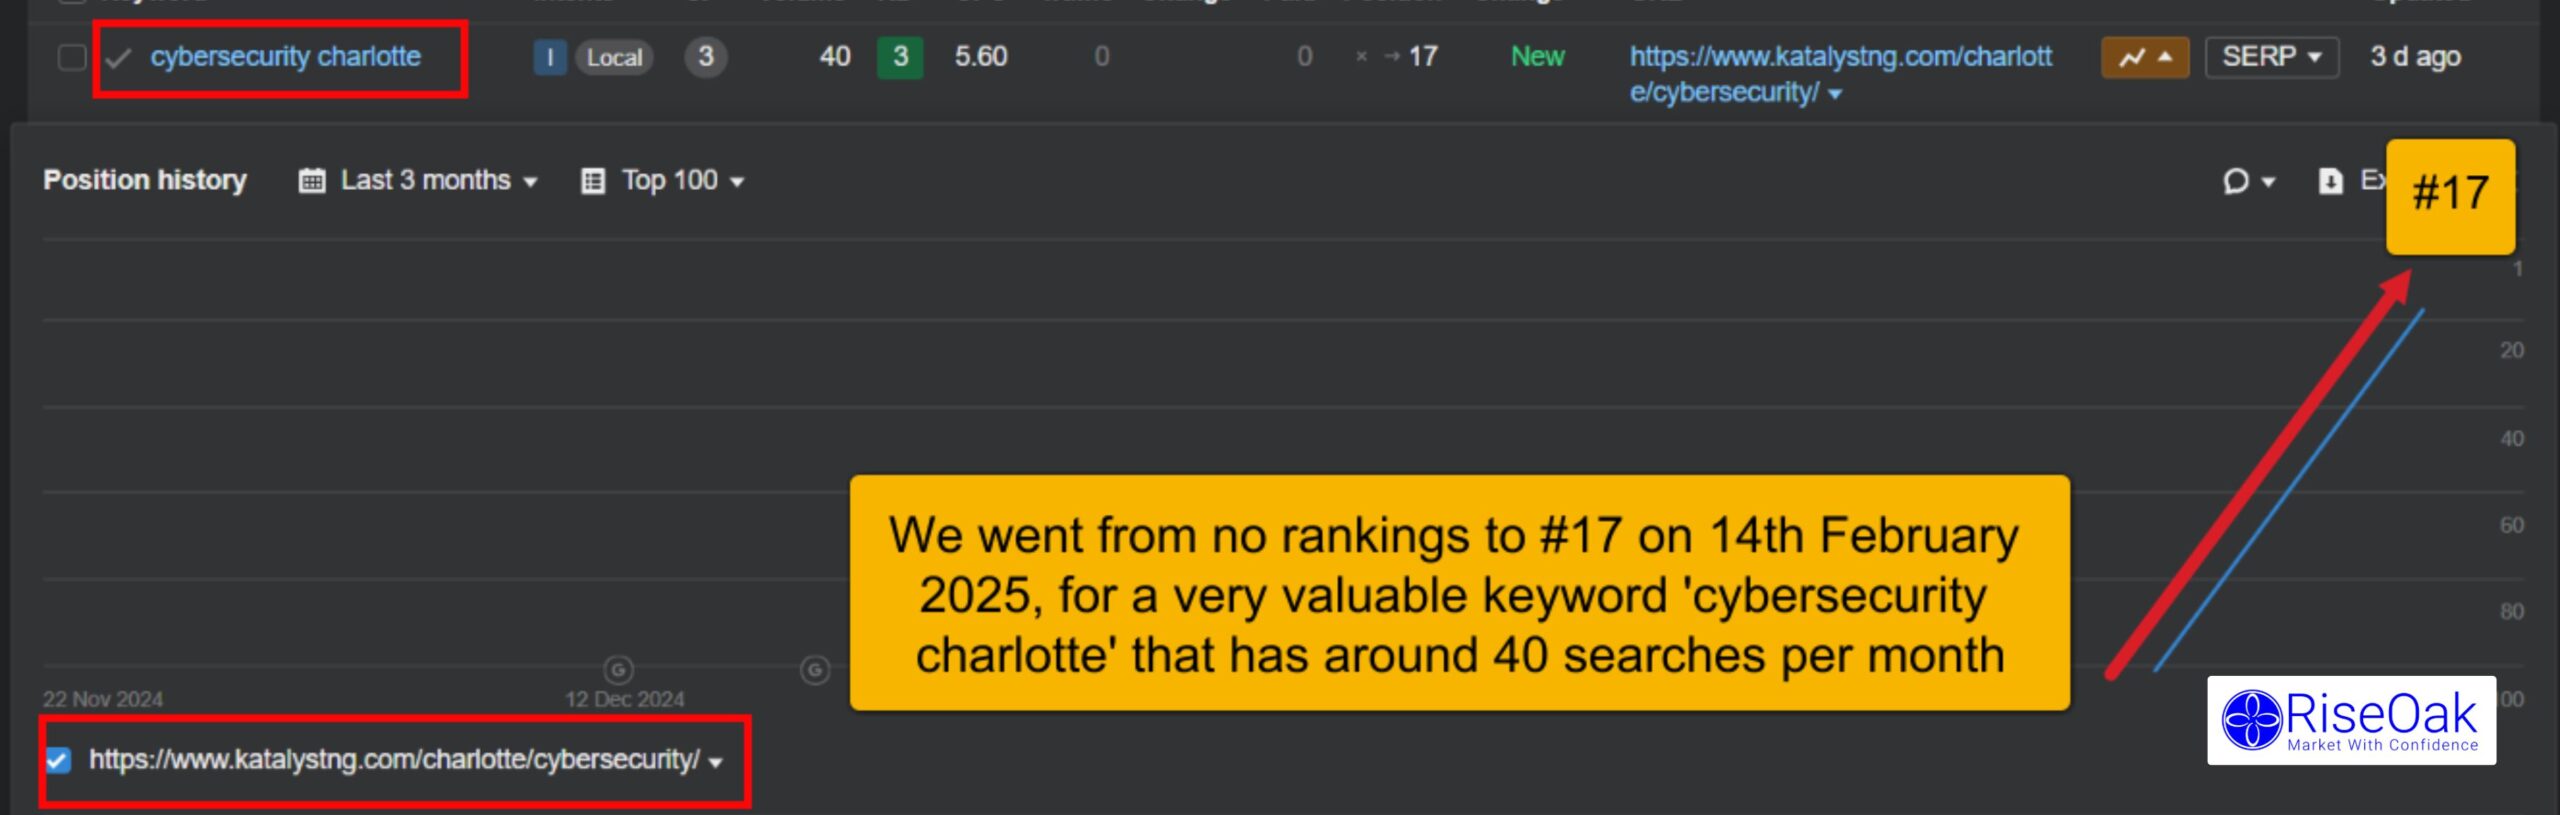 cybersecurity charlotte I Local 3 40 3 5.60 0 0 × → 17 New https://www.katalystng.com/charlott SERP 3 d ago
e/cybersecurity/
Position history Last 3 months Top 100
#17
1
20
40
60
80
100
We went from no rankings to #17 on 14th February
2025, for a very valuable keyword 'cybersecurity
charlotte' that has around 40 searches per month
G G
22 Nov 2024 12 Dec 2024
https://www.katalystng.com/charlotte/cybersecurity/
RiseOak
Market With Confidence